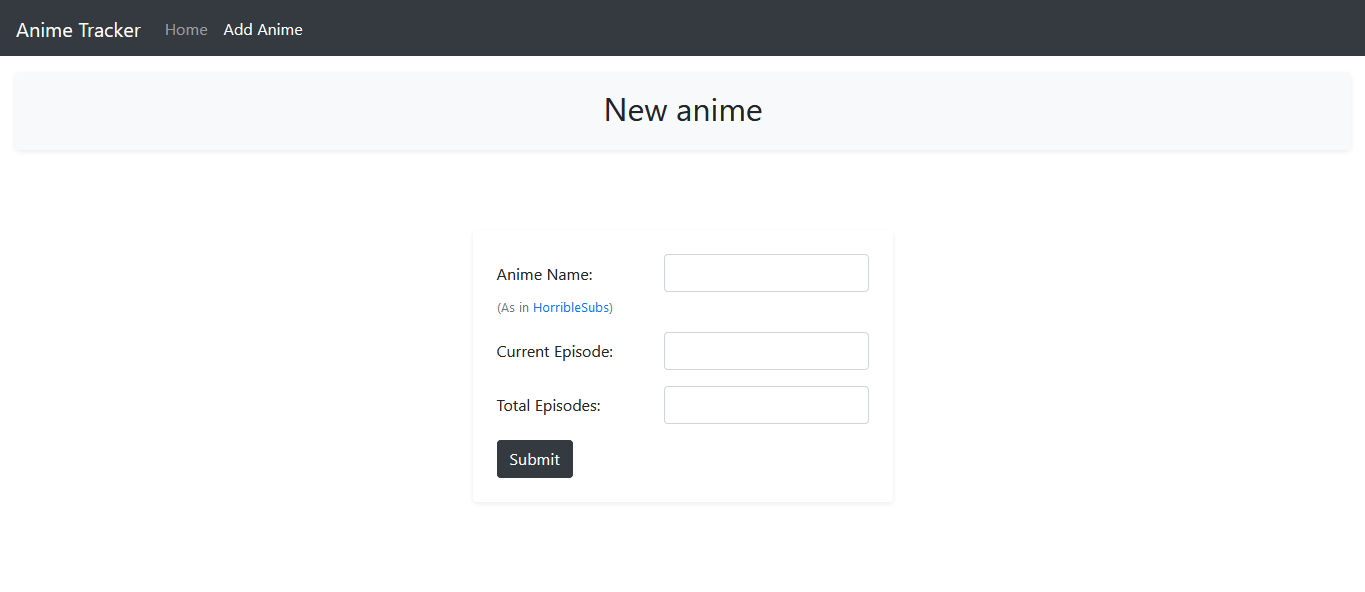 Anime Tracker Home Add Anime
New anime
Anime Name:
(As in HorribleSubs)
Current Episode:
Total Episodes:
Submit